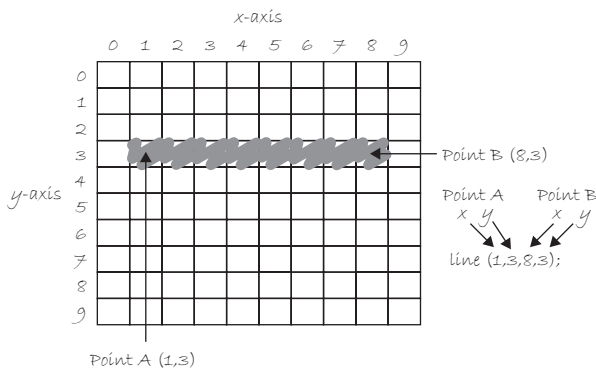 x-axis
0 1 2 3 4 5 6 7 8 9
0
1
2
3
4
5
6
7
8
9
y-axis
Point B (8,3)
Point A Point B
x y x y
line (1,3,8,3);
Point A (1,3)